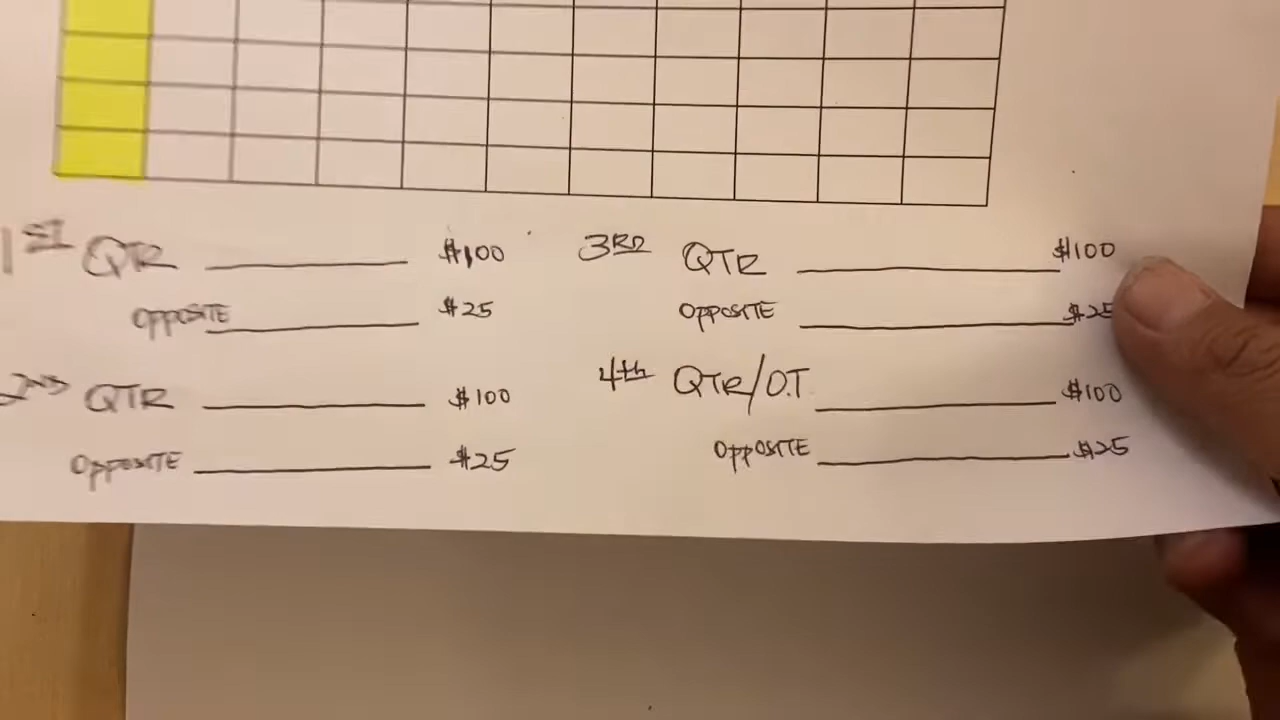 1ST QTR $100
OPPOSITE $25
2ND QTR $100
OPPOSITE $25
3RD QTR $100
OPPOSITE $25
4th QTR/O.T $100
OPPOSITE $25